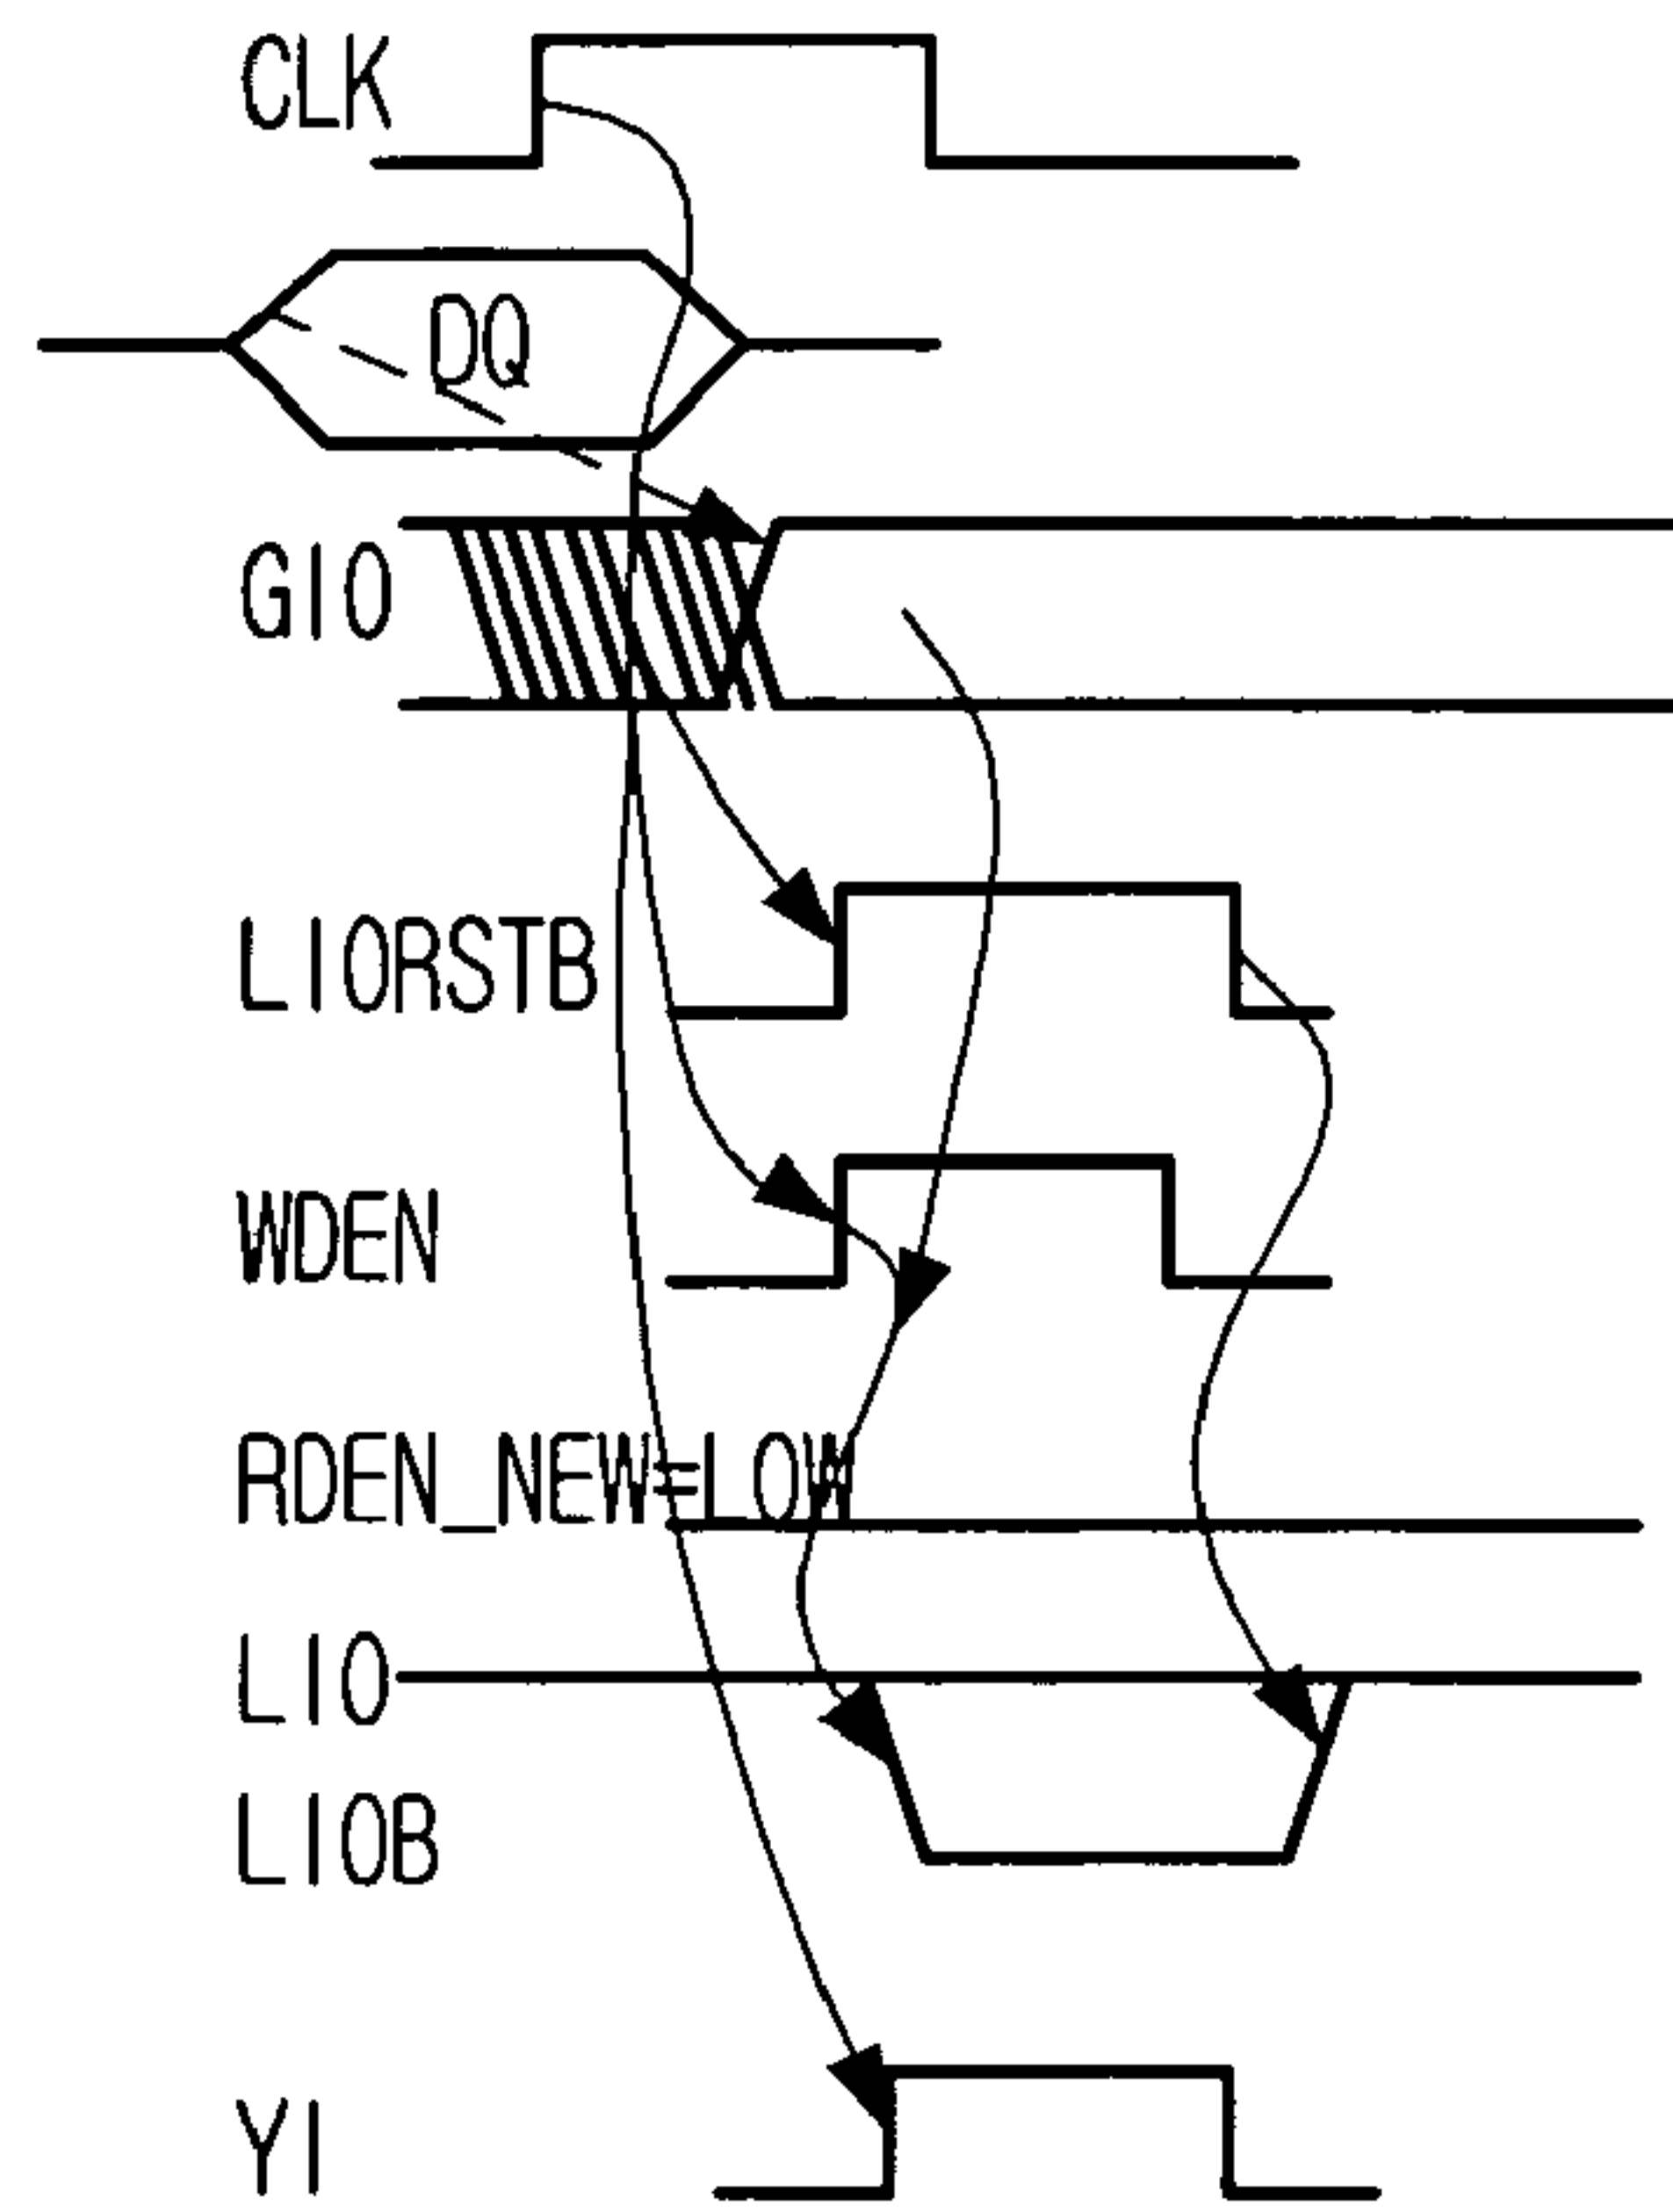 CLK
DQ
GIO
LIORSTB
WDEN
RDEN_NEW=LOW
LIO
LIOB
YI